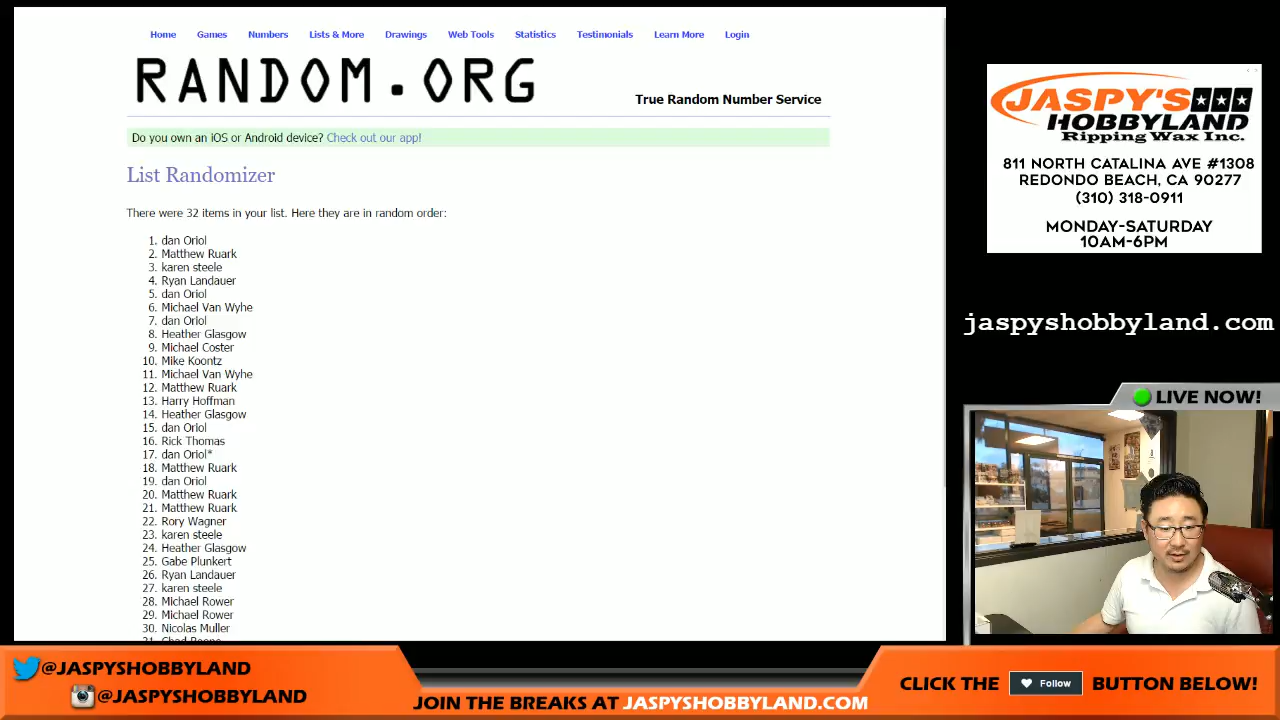 Home Games Numbers Lists & More Drawings Web Tools Statistics Testimonials Learn More Login
RANDOM.ORG
True Random Number Service
Do you own an iOS or Android device? Check out our app!
List Randomizer
There were 32 items in your list. Here they are in random order:
1. dan Oriol
2. Matthew Ruark
3. karen steele
4. Ryan Landauer
5. dan Oriol
6. Michael Van Wyhe
7. dan Oriol
8. Heather Glasgow
9. Michael Coster
10. Mike Koontz
11. Michael Van Wyhe
12. Matthew Ruark
13. Harry Hoffman
14. Heather Glasgow
15. dan Oriol
16. Rick Thomas
17. dan Oriol*
18. Matthew Ruark
19. dan Oriol
20. Matthew Ruark
21. Matthew Ruark
22. Rory Wagner
23. karen steele
24. Heather Glasgow
25. Gabe Plunkert
26. Ryan Landauer
27. karen steele
28. Michael Rower
29. Michael Rower
30. Nicolas Muller
JASPY'S
HOBBYLAND
Ripping Wax Inc.
811 NORTH CATALINA AVE #1308
REDONDO BEACH, CA 90277
(310) 318-0911
MONDAY-SATURDAY
10AM-6PM
jaspyshobbyland.com
LIVE NOW!
@JASPYSHOBBYLAND
@JASPYSHOBBYLAND
JOIN THE BREAKS AT JASPYSHOBBYLAND.COM
CLICK THE Follow BUTTON BELOW!